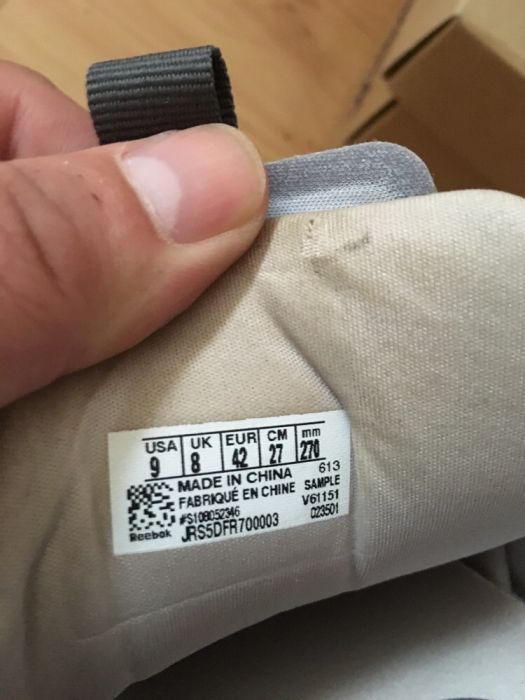 USA UK EUR CM mm
9 8 42 27 270
MADE IN CHINA 613
FABRIQUÉ EN CHINE SAMPLE
#S108052346 V61151
Reebok JRS5DFR700003 023501